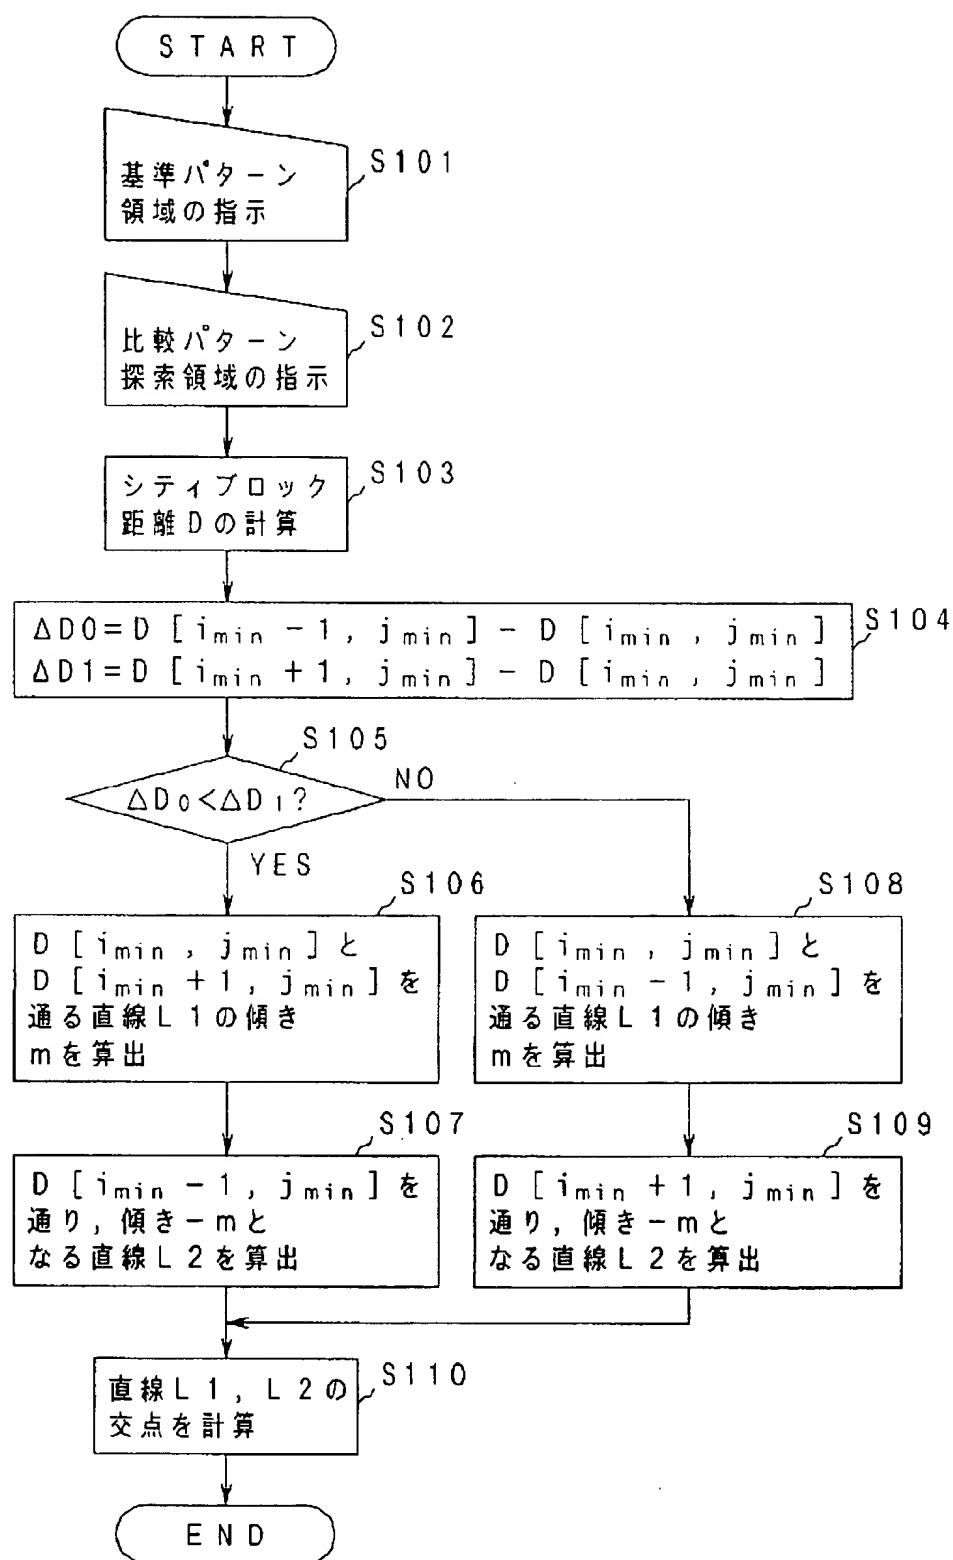 START
基準パターン
領域の指示
S101
比較パターン
探索領域の指示
S102
シティブロック
距離Dの計算
S103
ΔD0=D[imin -1, jmin]-D[imin , jmin]
ΔD1=D[imin +1, jmin]-D[imin , jmin]
S104
S105
ΔD0<ΔD1?
NO
YES
S106
D[imin , jmin]と
D[imin +1, jmin]を
通る直線L1の傾き
mを算出
S108
D[imin , jmin]と
D[imin -1, jmin]を
通る直線L1の傾き
mを算出
S107
D[imin -1, jmin]を
通り,傾き-mと
なる直線L2を算出
S109
D[imin +1, jmin]を
通り,傾き-mと
なる直線L2を算出
直線L1,L2の
交点を計算
S110
END